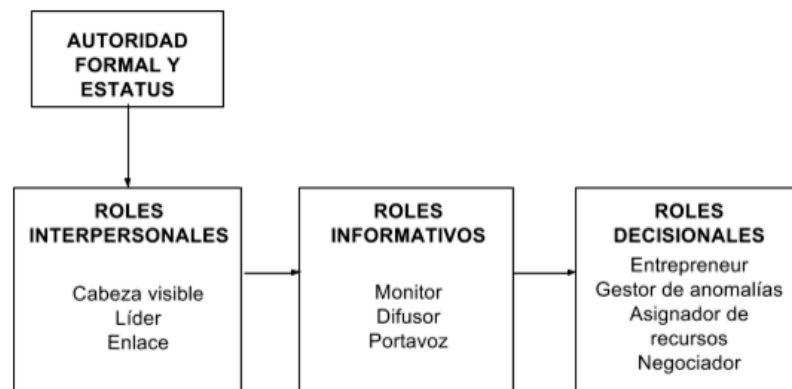 AUTORIDAD
FORMAL Y
ESTATUS
ROLES
INTERPERSONALES
Cabeza visible
Líder
Enlace
ROLES
INFORMATIVOS
Monitor
Difusor
Portavoz
ROLES
DECISIONALES
Entrepreneur
Gestor de anomalías
Asignador de
recursos
Negociador